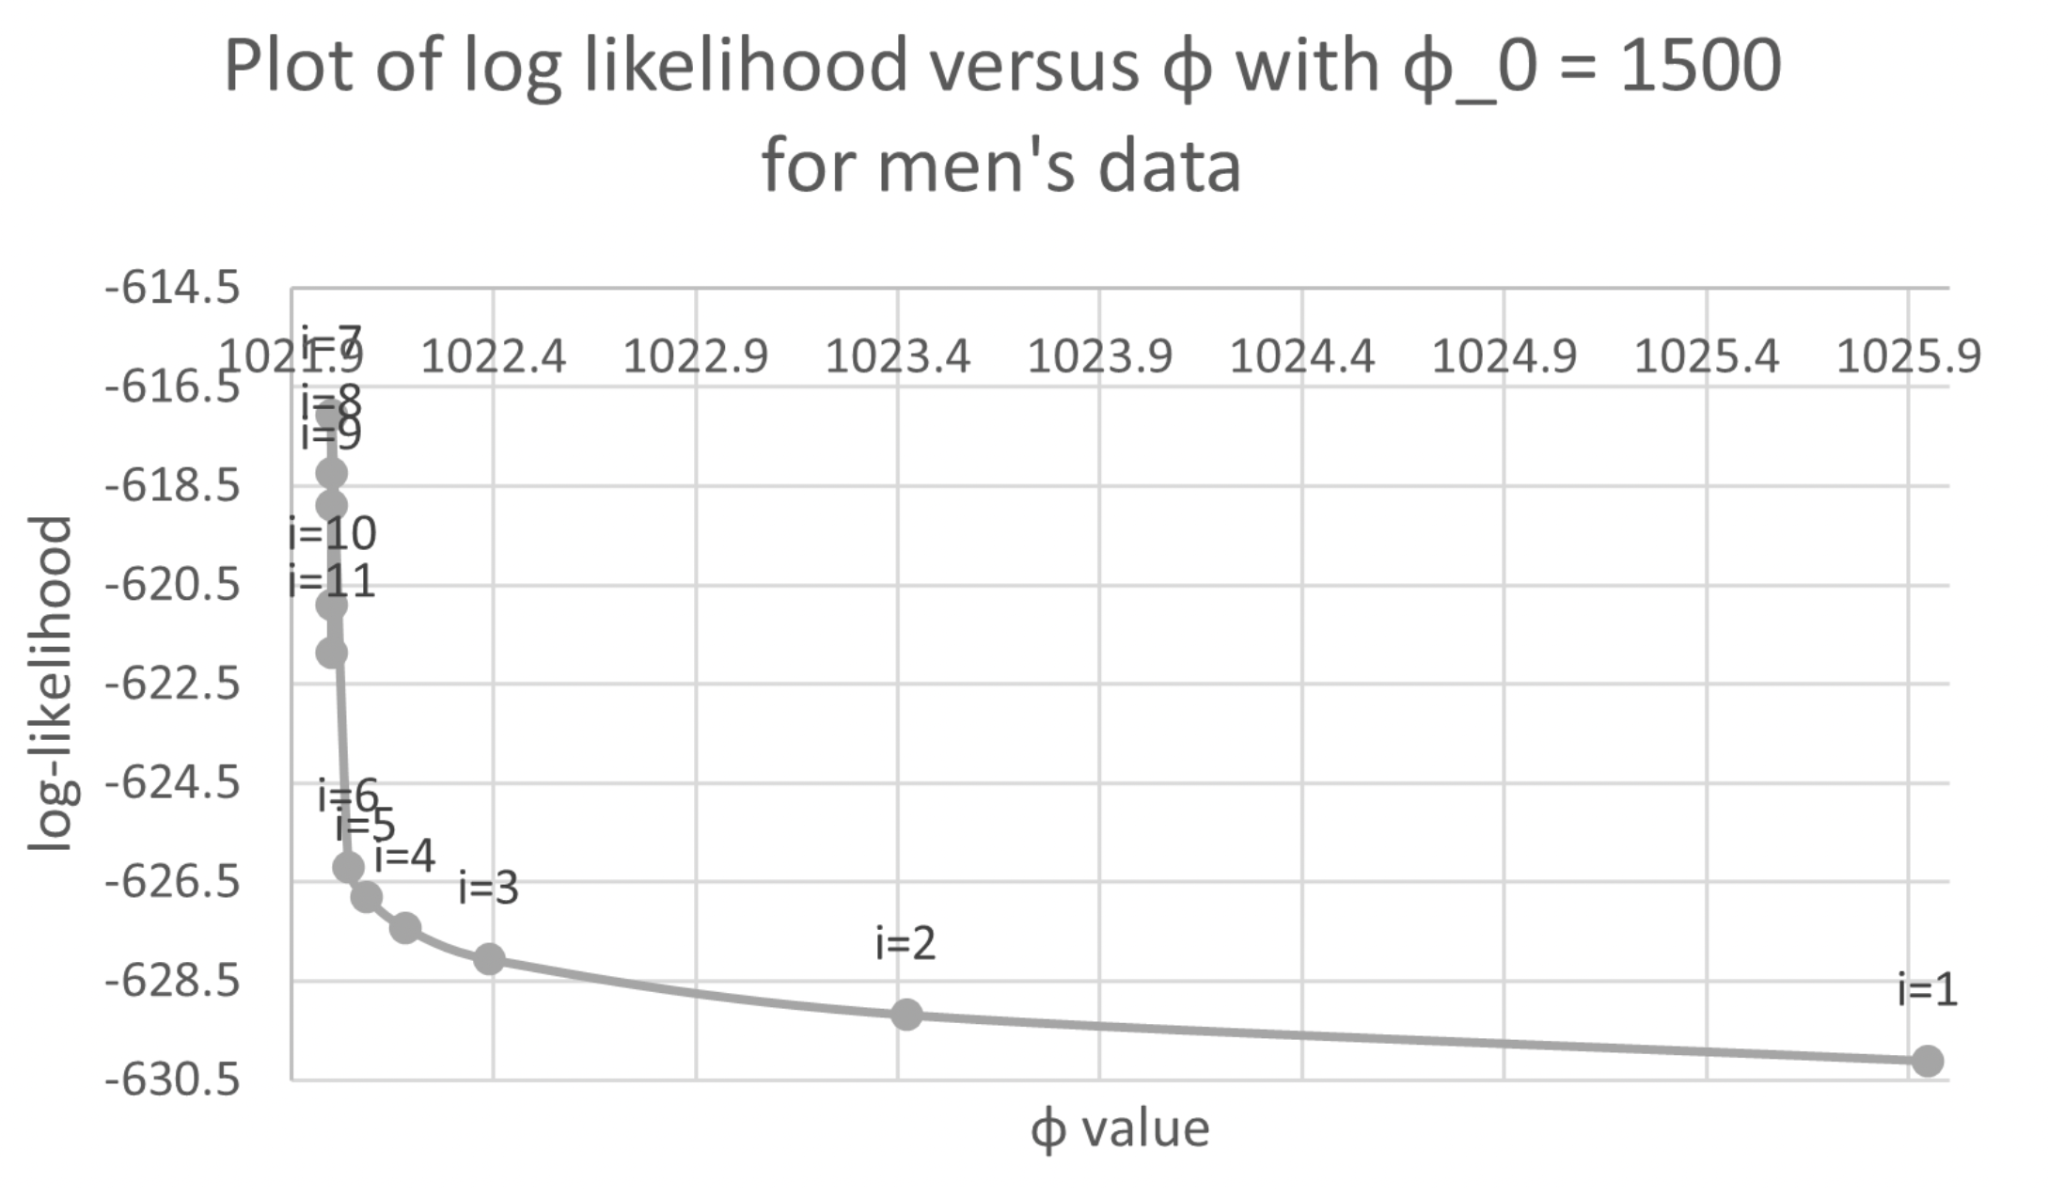 Plot of log likelihood versus ϕ with ϕ_0 = 1500
for men's data
-614.5
i=7
1021.9 1022.4 1022.9 1023.4 1023.9 1024.4 1024.9 1025.4 1025.9
-616.5
i=8
i=9
-618.5
i=10
i=11
-620.5
-622.5
log-likelihood
-624.5
i=6
i=5
i=4
-626.5
i=3
i=2
-628.5
i=1
-630.5
ϕ value